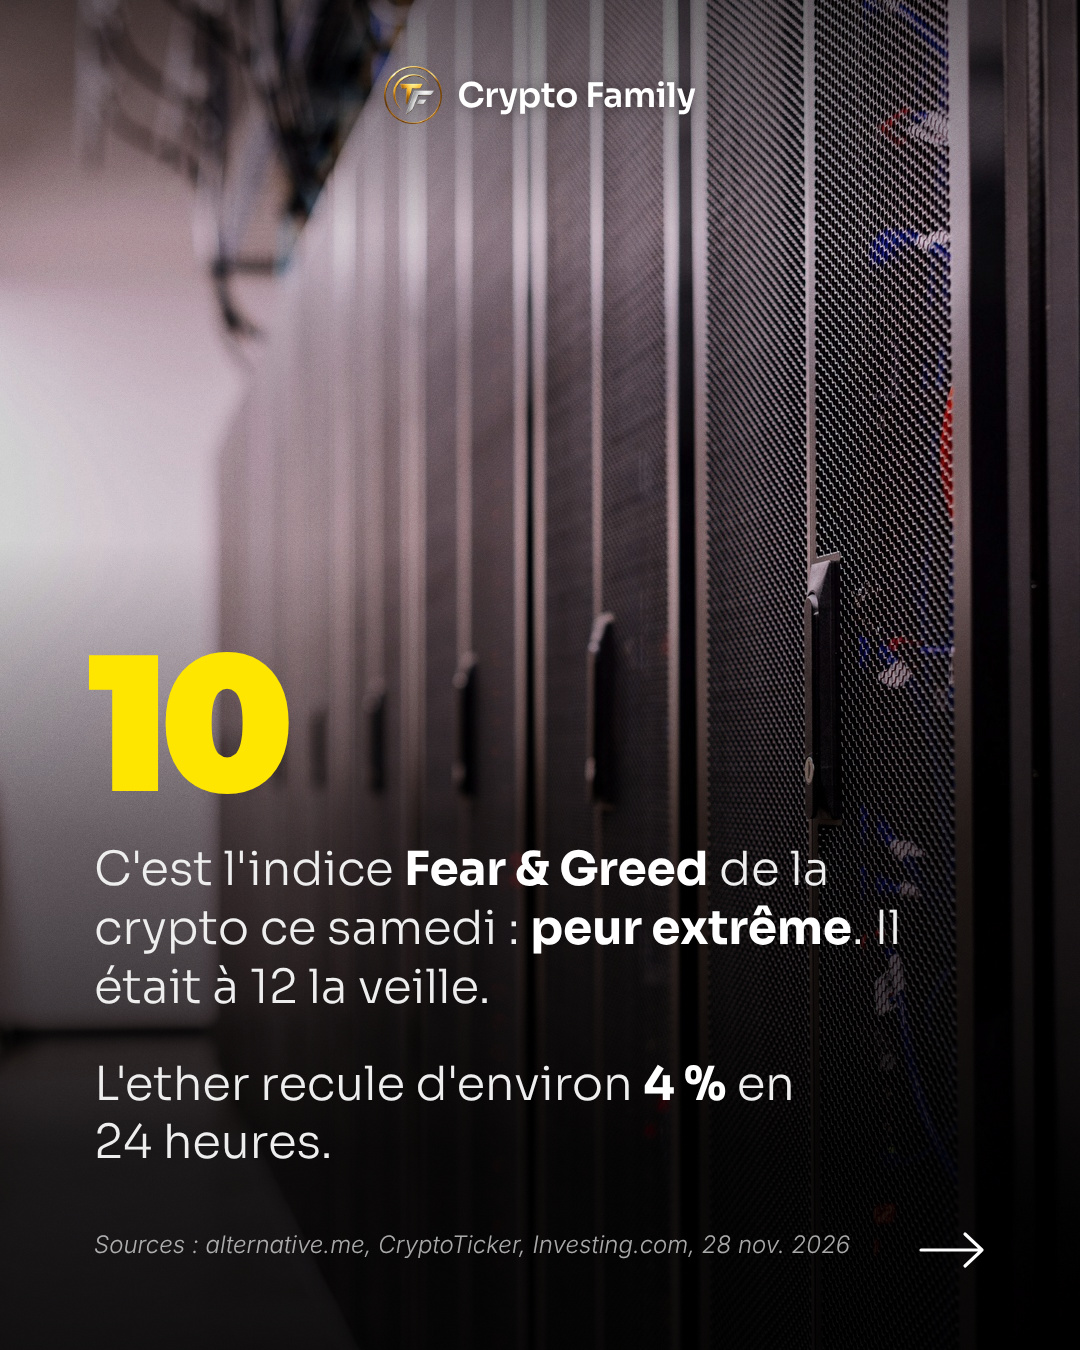 TF Crypto Family
10
C'est l'indice Fear & Greed de la
crypto ce samedi : peur extrême. Il
était à 12 la veille.
L'ether recule d'environ 4 % en
24 heures.
Sources : alternative.me, CryptoTicker, Investing.com, 28 nov. 2026